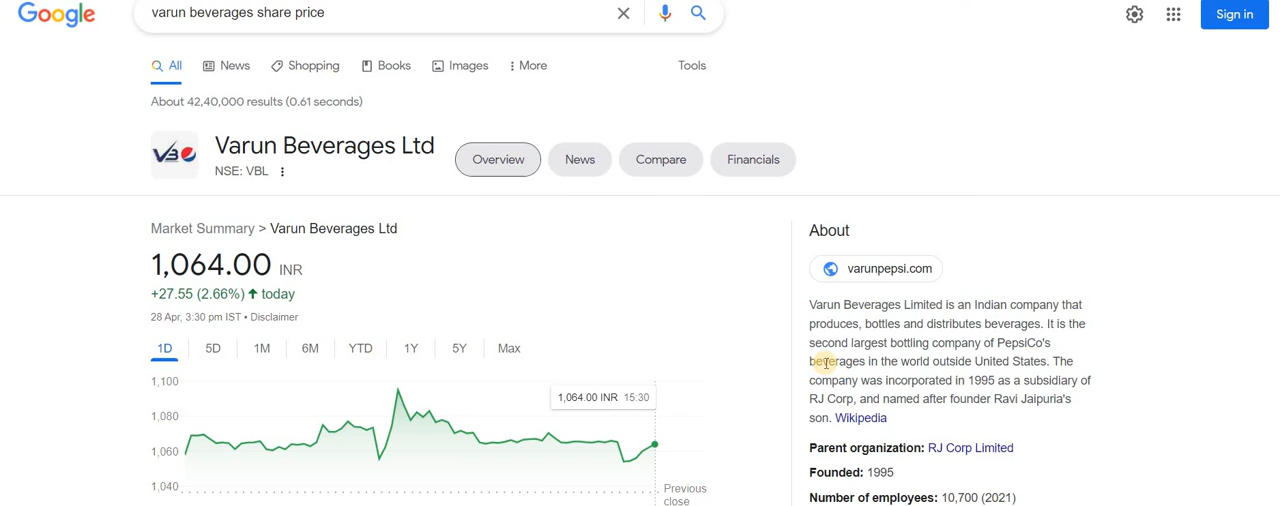 Google
varun beverages share price
Sign in
All News Shopping Books Images More Tools
About 42,40,000 results (0.61 seconds)
VB
Varun Beverages Ltd
NSE: VBL
Overview News Compare Financials
Market Summary > Varun Beverages Ltd
1,064.00 INR
+27.55 (2.66%) ↑ today
28 Apr, 3:30 pm IST • Disclaimer
1D 5D 1M 6M YTD 1Y 5Y Max
1,100
1,080
1,060
1,040
1,064.00 INR 15:30
Previous
close
About
varunpepsi.com
Varun Beverages Limited is an Indian company that
produces, bottles and distributes beverages. It is the
second largest bottling company of PepsiCo's
beverages in the world outside United States. The
company was incorporated in 1995 as a subsidiary of
RJ Corp, and named after founder Ravi Jaipuria's
son. Wikipedia
Parent organization: RJ Corp Limited
Founded: 1995
Number of employees: 10,700 (2021)